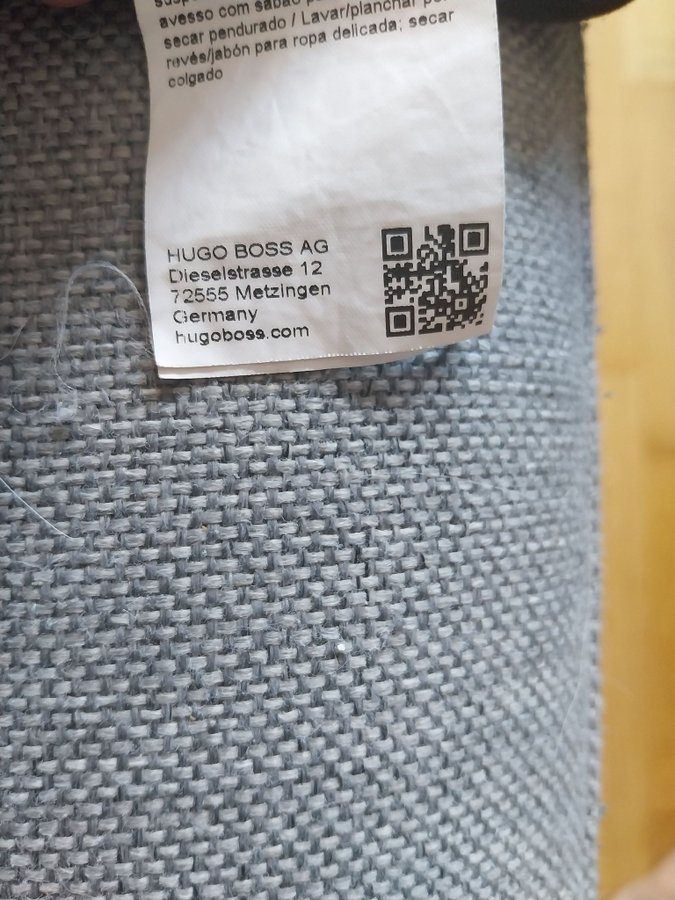 avesso com sabão
secar pendurado / Lavar/planchar
revés/jabón para ropa delicada; secar
colgado
HUGO BOSS AG
Dieselstrasse 12
72555 Metzingen
Germany
hugoboss.com